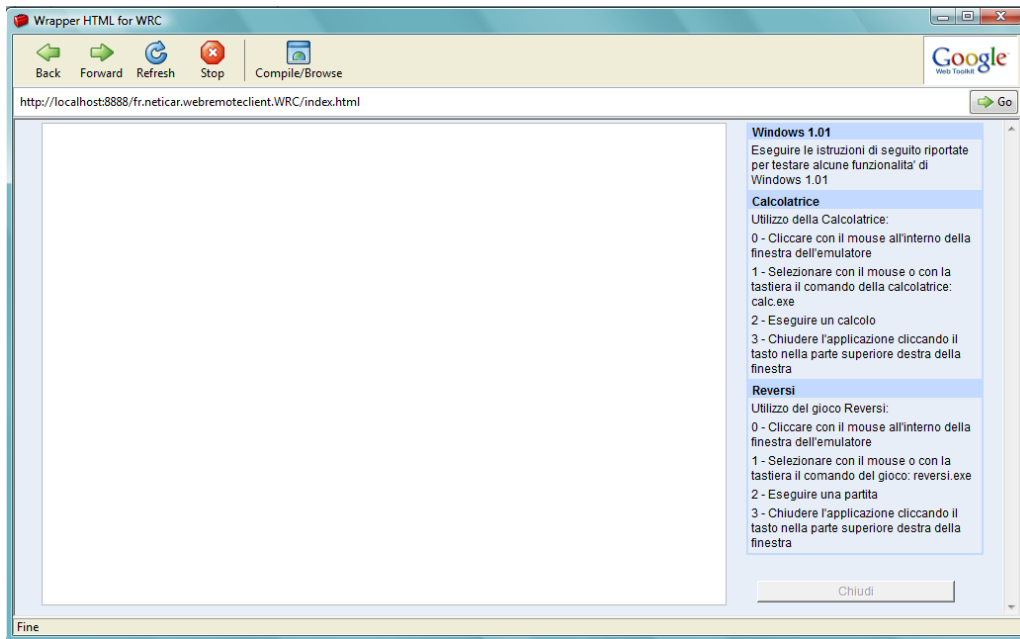 Wrapper HTML for WRC
Back Forward Refresh Stop Compile/Browse
Google
Web Toolkit
http://localhost:8888/fr.neticar.webremoteclient.WRC/index.html
Go
Windows 1.01
Eseguire le istruzioni di seguito riportate
per testare alcune funzionalita' di
Windows 1.01
Calcolatrice
Utilizzo della Calcolatrice:
0 - Cliccare con il mouse all'interno della
finestra dell'emulatore
1 - Selezionare con il mouse o con la
tastiera il comando della calcolatrice:
calc.exe
2 - Eseguire un calcolo
3 - Chiudere l'applicazione cliccando il
tasto nella parte superiore destra della
finestra
Reversi
Utilizzo del gioco Reversi:
0 - Cliccare con il mouse all'interno della
finestra dell'emulatore
1 - Selezionare con il mouse o con la
tastiera il comando del gioco: reversi.exe
2 - Eseguire una partita
3 - Chiudere l'applicazione cliccando il
tasto nella parte superiore destra della
finestra
Chiudi
Fine